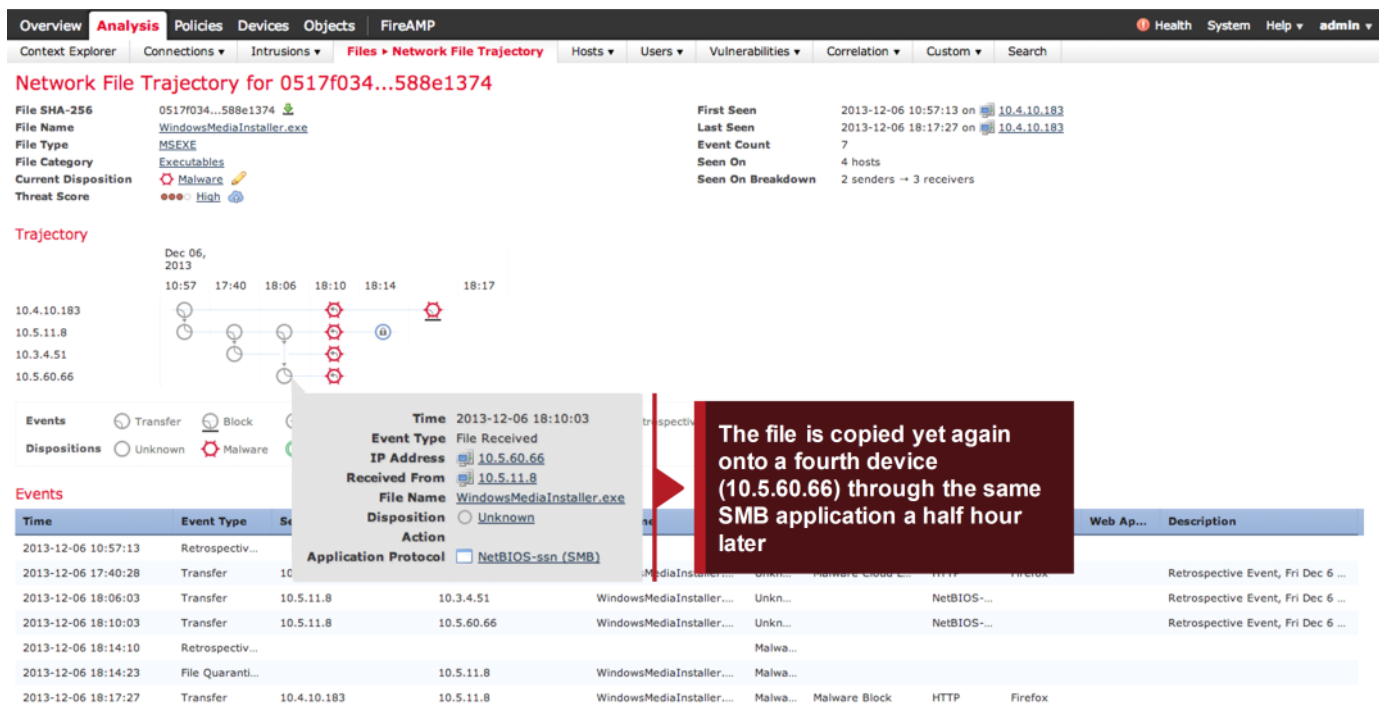 Overview Analysis Policies Devices Objects FireAMP Health System Help ▾ admin ▾
Context Explorer Connections ▾ Intrusions ▾ Files ▸ Network File Trajectory Hosts ▾ Users ▾ Vulnerabilities ▾ Correlation ▾ Custom ▾ Search
Network File Trajectory for 0517f034...588e1374
File SHA-256 0517f034...588e1374 First Seen 2013-12-06 10:57:13 on 10.4.10.183
File Name WindowsMediaInstaller.exe Last Seen 2013-12-06 18:17:27 on 10.4.10.183
File Type MSEXE Event Count 7
File Category Executables Seen On 4 hosts
Current Disposition Malware Seen On Breakdown 2 senders → 3 receivers
Threat Score High
Trajectory
Dec 06,
2013
10:57 17:40 18:06 18:10 18:14 18:17
10.4.10.183
10.5.11.8
10.3.4.51
10.5.60.66
Events Transfer Block
Dispositions Unknown Malware
Time 2013-12-06 18:10:03
Event Type File Received
IP Address 10.5.60.66
Received From 10.5.11.8
File Name WindowsMediaInstaller.exe
Disposition Unknown
Action
Application Protocol NetBIOS-ssn (SMB)
The file is copied yet again
onto a fourth device
(10.5.60.66) through the same
SMB application a half hour
later
Events
Time Event Type Web Ap... Description
2013-12-06 10:57:13 Retrospectiv...
2013-12-06 17:40:28 Transfer Retrospective Event, Fri Dec 6 ...
2013-12-06 18:06:03 Transfer 10.5.11.8 10.3.4.51 WindowsMediaInstaller.... Unkn... NetBIOS-... Retrospective Event, Fri Dec 6 ...
2013-12-06 18:10:03 Transfer 10.5.11.8 10.5.60.66 WindowsMediaInstaller.... Unkn... NetBIOS-... Retrospective Event, Fri Dec 6 ...
2013-12-06 18:14:10 Retrospectiv... Malwa...
2013-12-06 18:14:23 File Quaranti... 10.5.11.8 WindowsMediaInstaller.... Malwa...
2013-12-06 18:17:27 Transfer 10.4.10.183 10.5.11.8 WindowsMediaInstaller.... Malwa... Malware Block HTTP Firefox